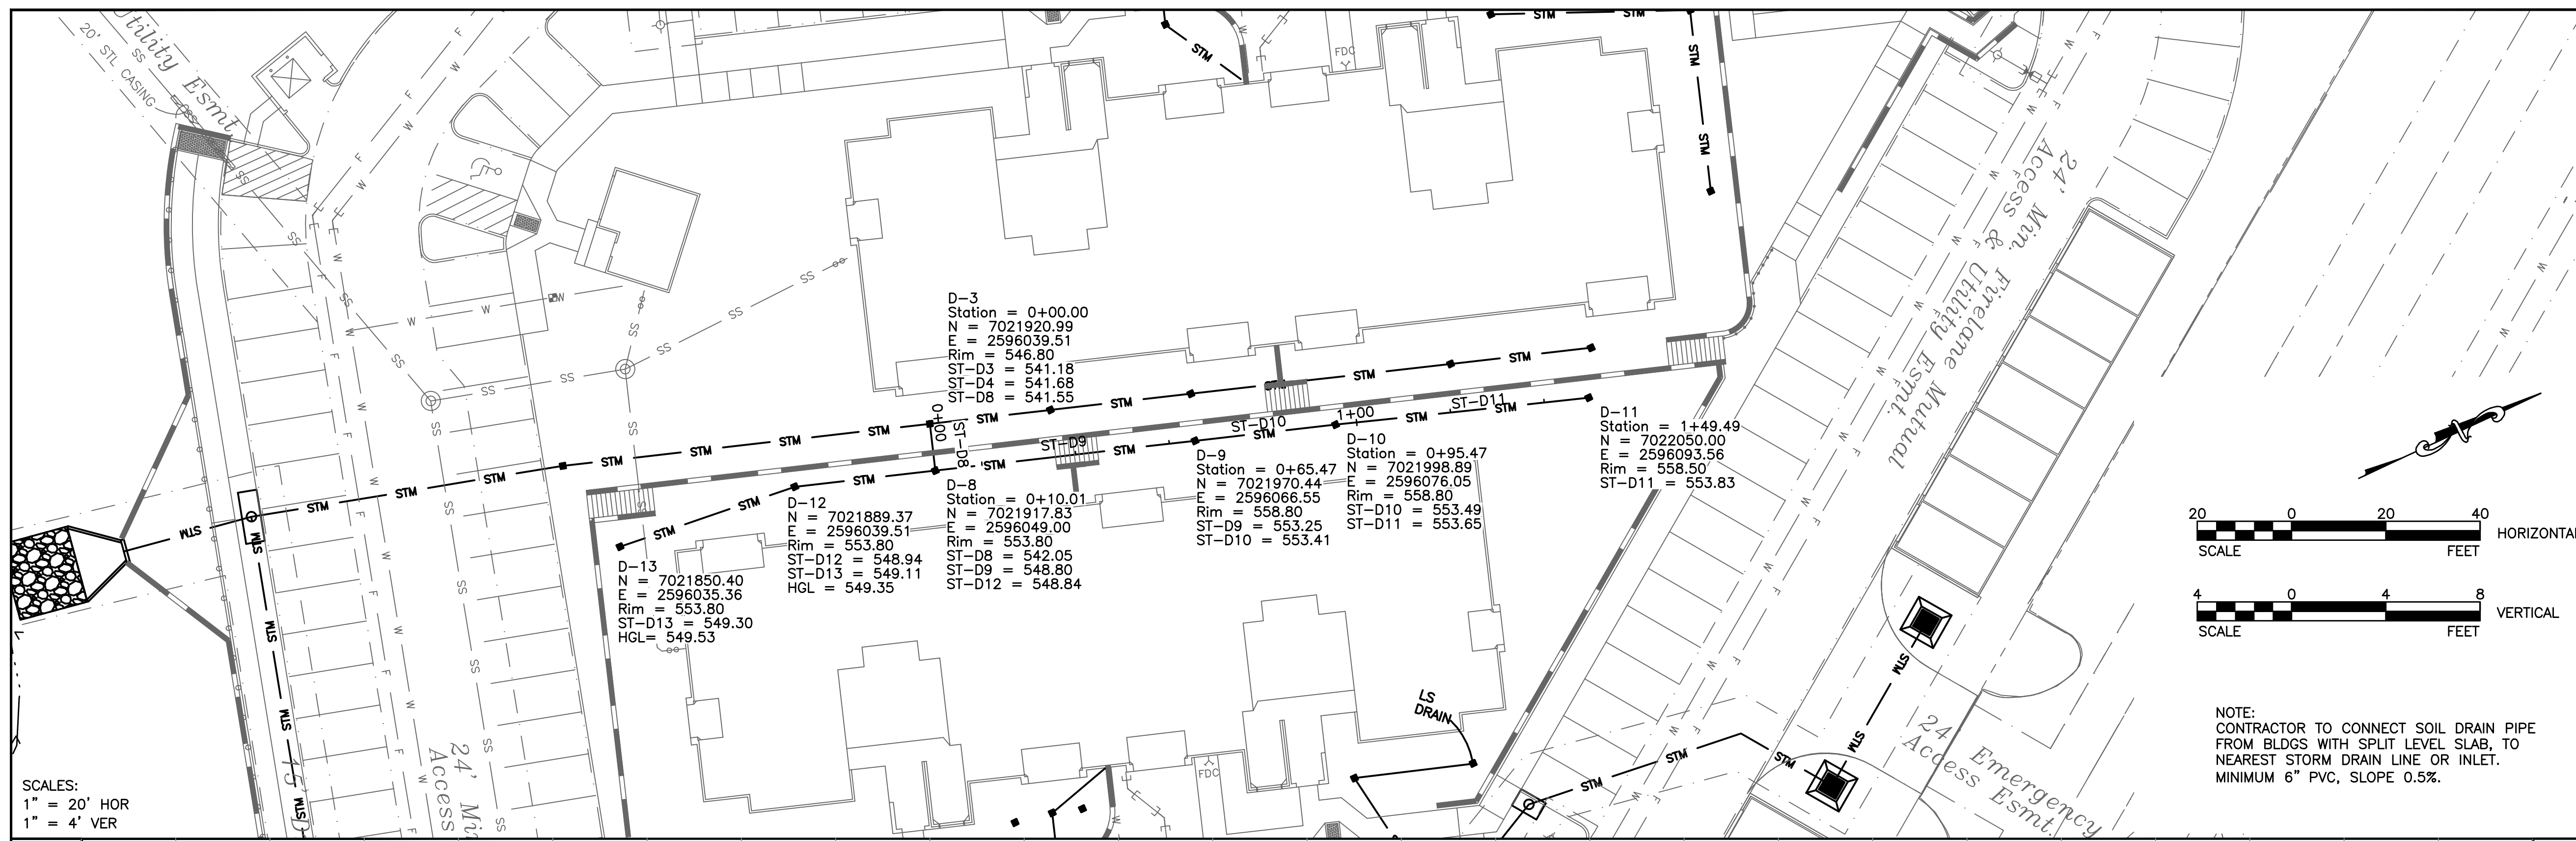 Utility Esmt
20' STL CASING
SS
SS
FDC
STM
STM
STM
STM
STM
24' Min. Firelane Mutual
Access & Utility Esmt.
D-3
Station = 0+00.00
N = 7021920.99
E = 2596039.51
Rim = 546.80
ST-D3 = 541.18
ST-D4 = 541.68
ST-D8 = 541.55
0+00
ST-D8
ST-D9
ST-D10
1+00
ST-D11
D-11
Station = 1+49.49
N = 7022050.00
E = 2596093.56
Rim = 558.50
ST-D11 = 553.83
D-10
Station = 0+95.47
N = 7021998.89
E = 2596076.05
Rim = 558.80
ST-D10 = 553.49
ST-D11 = 553.65
D-9
Station = 0+65.47
N = 7021970.44
E = 2596066.55
Rim = 558.80
ST-D9 = 553.25
ST-D10 = 553.41
D-8
Station = 0+10.01
N = 7021917.83
E = 2596049.00
Rim = 553.80
ST-D8 = 542.05
ST-D9 = 548.80
ST-D12 = 548.84
D-12
N = 7021889.37
E = 2596039.51
Rim = 553.80
ST-D12 = 548.94
ST-D13 = 549.11
HGL = 549.35
D-13
N = 7021850.40
E = 2596035.36
Rim = 553.80
ST-D13 = 549.30
HGL= 549.53
20 0 20 40
HORIZONTAL
SCALE FEET
4 0 4 8
VERTICAL
SCALE FEET
LS
DRAIN
FDC
24' Emergency
Access Esmt.
24' Mi
Access
15'
NOTE:
CONTRACTOR TO CONNECT SOIL DRAIN PIPE
FROM BLDGS WITH SPLIT LEVEL SLAB, TO
NEAREST STORM DRAIN LINE OR INLET.
MINIMUM 6" PVC, SLOPE 0.5%.
SCALES:
1" = 20' HOR
1" = 4' VER